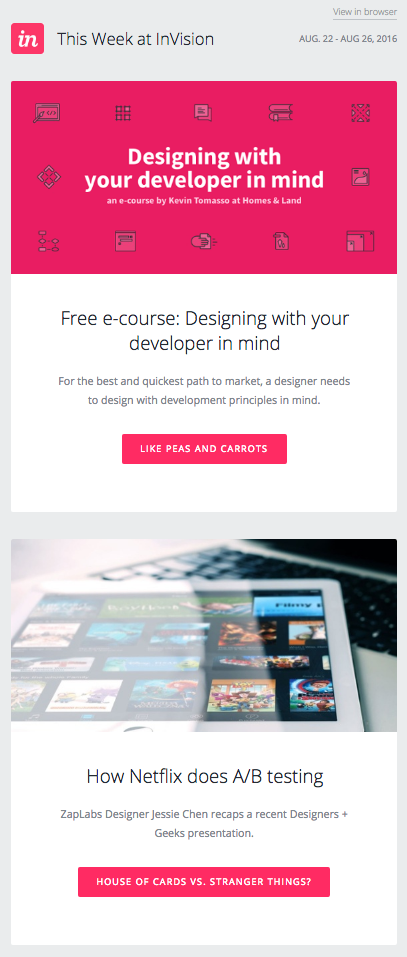 View in browser
in
This Week at InVision
AUG. 22 - AUG 26, 2016
Designing with
your developer in mind
an e-course by Kevin Tomasso at Homes & Land
Free e-course: Designing with your
developer in mind
For the best and quickest path to market, a designer needs
to design with development principles in mind.
LIKE PEAS AND CARROTS
Filmy
How Netflix does A/B testing
ZapLabs Designer Jessie Chen recaps a recent Designers +
Geeks presentation.
HOUSE OF CARDS VS. STRANGER THINGS?